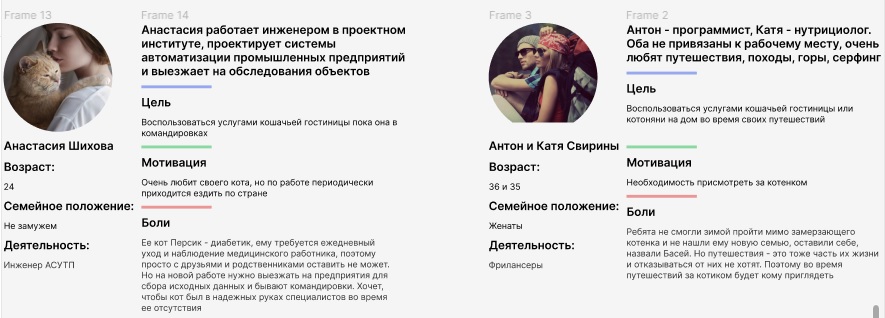 Frame 13
Анастасия Шихова
Возраст:
24
Семейное положение:
Не замужем
Деятельность:
Инженер АСУТП
Frame 14
Анастасия работает инженером в проектном
институте, проектирует системы
автоматизации промышленных предприятий
и выезжает на обследования объектов
Цель
Воспользоваться услугами кошачьей гостиницы пока она в
командировках
Мотивация
Очень любит своего кота, но по работе периодически
приходится ездить по стране
Боли
Ее кот Персик - диабетик, ему требуется ежедневный
уход и наблюдение медицинского работника, поэтому
просто с друзьями и родственниками оставить не может.
Но на новой работе нужно выезжать на предприятия для
сбора исходных данных и бывают командировки. Хочет,
чтобы кот был в надежных руках специалистов во время
ее отсутствия
Frame 3
Антон и Катя Свирины
Возраст:
36 и 35
Семейное положение:
Женаты
Деятельность:
Фрилансеры
Frame 2
Антон - программист, Катя - нутрициолог.
Оба не привязаны к рабочему месту, очень
любят путешествия, походы, горы, серфинг
Цель
Воспользоваться услугами кошачьей гостиницы или
котоняни на дом во время своих путешествий
Мотивация
Необходимость присмотреть за котенком
Боли
Ребята не смогли зимой пройти мимо замерзающего
котенка и не нашли ему новую семью, оставили себе,
назвали Басей. Но путешествия - это тоже часть их жизни
и отказываться от них не хотят. Поэтому во время
путешествий за котиком будет кому приглядеть